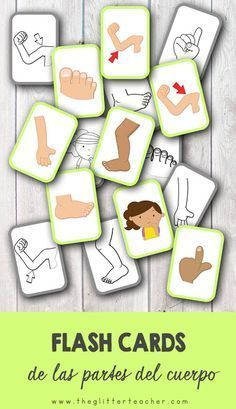 FLASH CARDS
de las partes del cuerpo
www.theglitterteacher.com